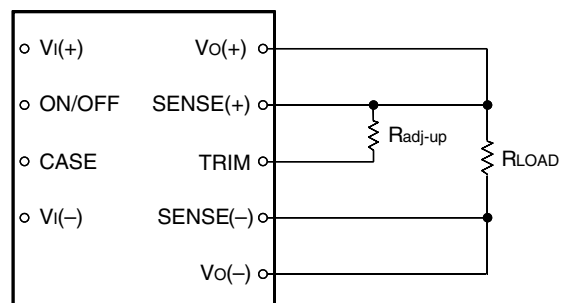 VI(+) VO(+)
ON/OFF SENSE(+)
Radj-up
CASE TRIM
RLOAD
VI(–) SENSE(–)
VO(–)